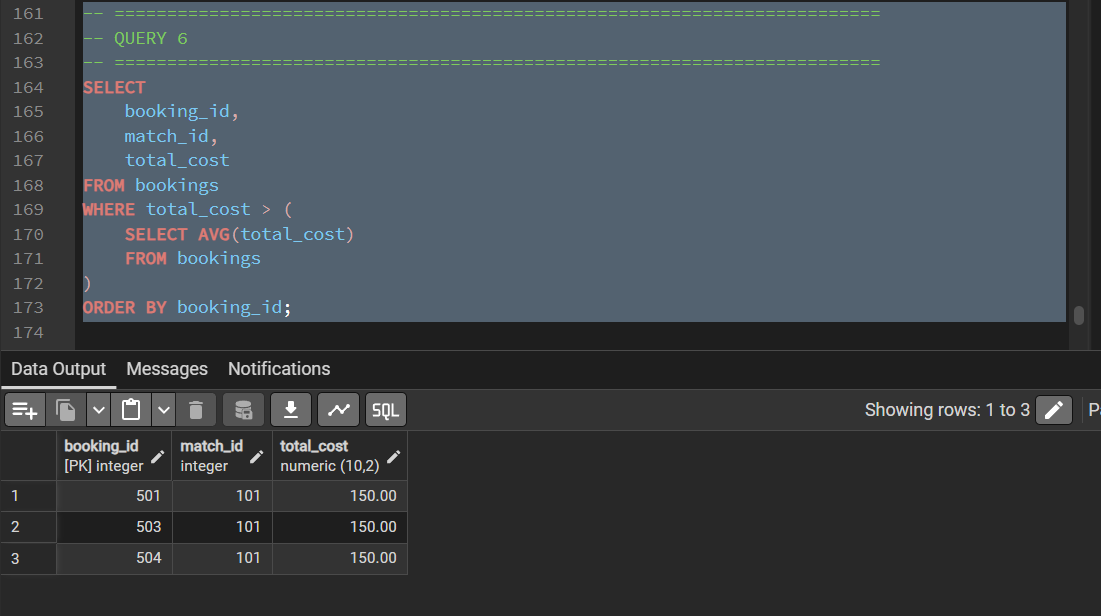 161 -- =========================================================================
162 -- QUERY 6
163 -- =========================================================================
164 SELECT
165     booking_id,
166     match_id,
167     total_cost
168 FROM bookings
169 WHERE total_cost > (
170     SELECT AVG(total_cost)
171     FROM bookings
172 )
173 ORDER BY booking_id;
174
Data Output Messages Notifications
SQL Showing rows: 1 to 3 P
booking_id match_id total_cost
[PK] integer integer numeric (10,2)
1 501 101 150.00
2 503 101 150.00
3 504 101 150.00